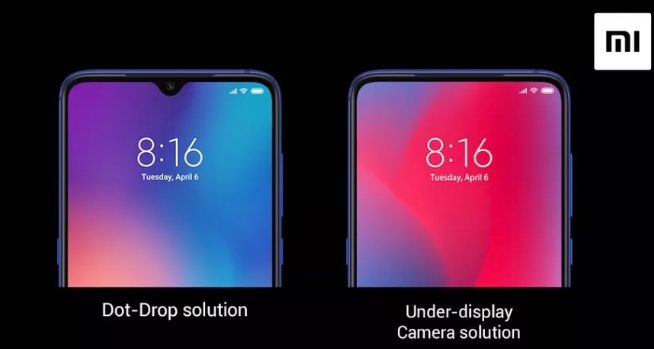 mi
8:16
Tuesday, April 6
8:16
Tuesday, April 6
Dot-Drop solution
Under-display
Camera solution